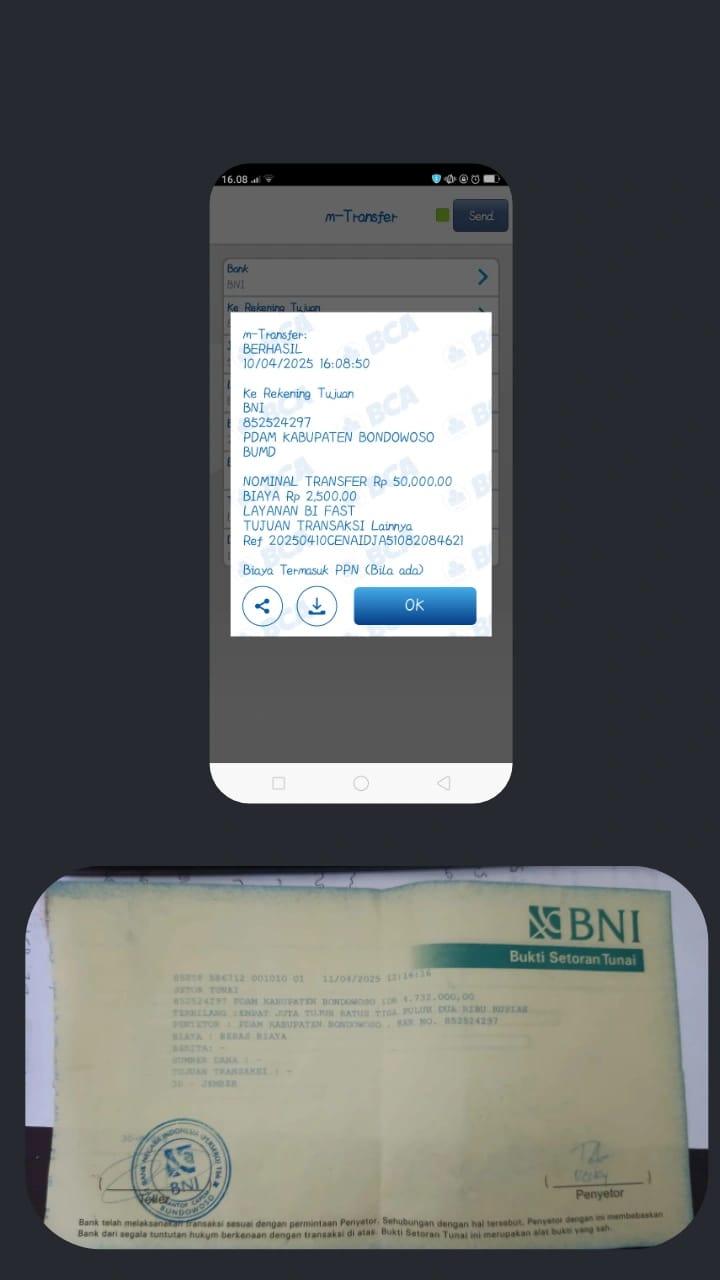 16.08
m-Transfer
Send
Bank
BNI
Ke Rekening Tujuan
m-Transfer:
BERHASIL
10/04/2025 16:08:50
Ke Rekening Tujuan
BNI
852524297
PDAM KABUPATEN BONDOWOSO
BUMD
NOMINAL TRANSFER Rp 50,000.00
BIAYA Rp 2,500.00
LAYANAN BI FAST
TUJUAN TRANSAKSI Lainnya
Ref 20250410CENAIDJA51082084621
Biaya Termasuk PPN (Bila ada)
OK
BNI
Bukti Setoran Tunai
001010 01 11/04/2025 12:16:16
SETOR TUNAI
852524297 PDAM KABUPATEN BONDOWOSO IDR 4.732.000,00
TERBILANG :EMPAT JUTA TUJUH RATUS TIGA PULUH DUA RIBU RUPIAH
PENYETOR : PDAM KABUPATEN BONDOWOSO , REK NO. 852524297
BIAYA : BEBAS BIAYA
BERITA: -
SUMBER DANA : -
TUJUAN TRANSAKSI : -
30 - JEMBER
BANK NEGARA INDONESIA (PERSERO) Tbk
BNI
BONDOWOSO
Teller
Penyetor
Bank telah melaksanakan transaksi sesuai dengan permintaan Penyetor. Sehubungan dengan hal tersebut, Penyetor dengan ini membebaskan
Bank dari segala tuntutan hukum berkenaan dengan transaksi di atas. Bukti Setoran Tunai ini merupakan alat bukti yang sah.